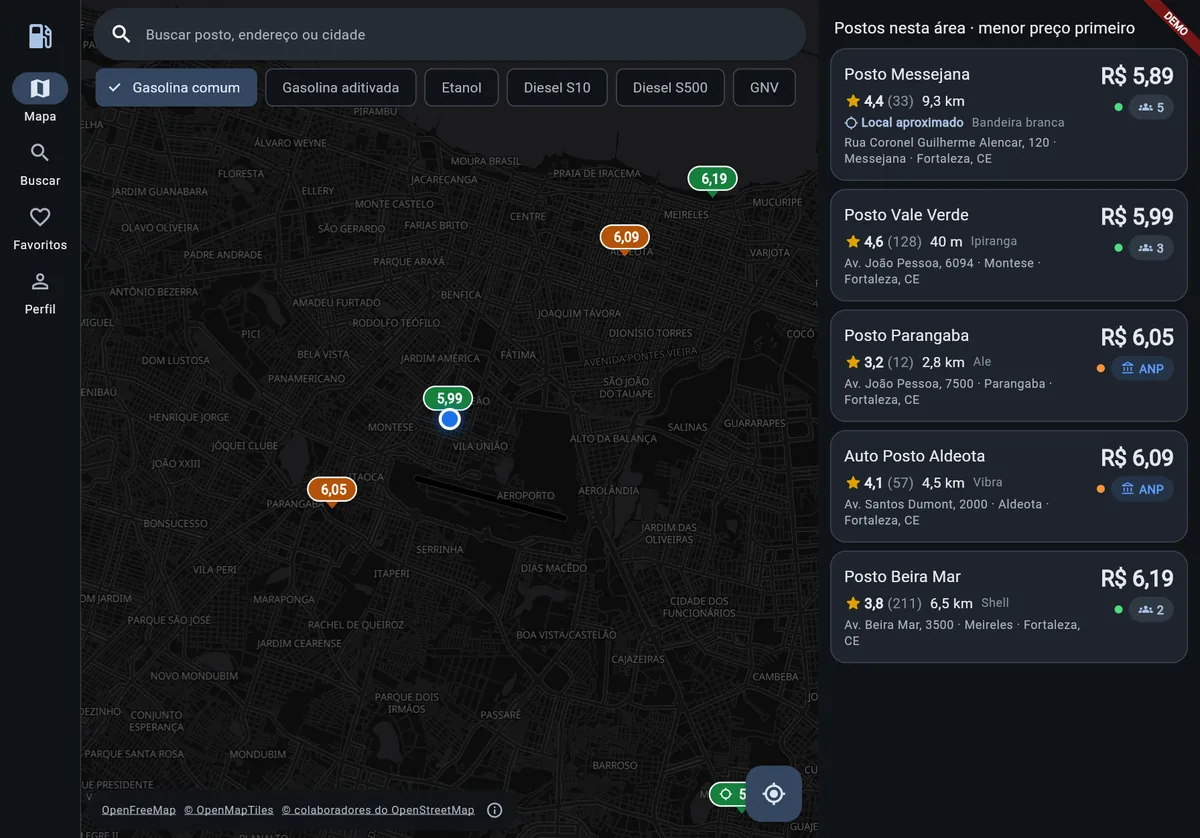 Mapa
Buscar
Favoritos
Perfil
Buscar posto, endereço ou cidade
Gasolina comum
Gasolina aditivada
Etanol
Diesel S10
Diesel S500
GNV
PIRAMBU
ÁLVARO WEYNE
MOURA BRASIL
FLORESTA
JACARECANGA
PRAIA DE IRACEMA
6,19
JARDIM GUANABARA
ELLERY
MONTE CASTELO
MUCURIPE
CENTRE
MEIRELES
OLAVO OLIVEIRA
SÃO GERARDO
FARIAS BRITO
6,09
PADRE ANDRADE
PARQUE ARAXÁ
VARJOTA
ANTÔNIO BEZERRA
AMADEU FURTADO
BENFICA
JOAQUIM TÁVORA
RODOLFO TEÓFILO
PICI
DIONÍSIO TORRES
COCÓ
DOM LUSTOSA
BELA VISTA
JARDIM AMÉRICA
FÁTIMA
AVENIDA PONTES VIEIRA
PANAMERICANO
SÃO JOÃO
DO TAUAPE
5,99
HENRIQUE JORGE
MONTESE
SALINAS
GUARARAPES
JÓQUEI CLUBE
VILA UNIÃO
ALTO DA BALANÇA
JOÃO XXIII
ITAOCA
6,05
AEROPORTO
AEROLÂNDIA
PARANGABA
BONSUCESSO
JARDIM DAS
OLIVEIRAS
SERRINHA
VILA PERI
ITAPERI
DIAS MACÊDO
OM JARDIM
MARAPONGA
CIDADE DOS
FUNCIONÁRIOS
PARQUE SÃO JOSÉ
RACHEL DE QUEIROZ
BOA VISTA/CASTELÃO
JARDIM CEARENSE
CAJAZEIRAS
NOVO MONDUBIM
CAMBEBA
PARQUE DOIS
IRMÃOS
CONJUNTO
ESPERANÇA
PASSARÉ
PARQUE SANTA ROSA
MONDUBIM
BARROSO
UE PRESIDENTE
V
5
OpenFreeMap © OpenMapTiles © colaboradores do OpenStreetMap
GUAJE
Postos nesta área · menor preço primeiro
DEMO
Posto Messejana
R$ 5,89
4,4 (33) 9,3 km
5
Local aproximado Bandeira branca
Rua Coronel Guilherme Alencar, 120 ·
Messejana · Fortaleza, CE
Posto Vale Verde
R$ 5,99
4,6 (128) 40 m Ipiranga
3
Av. João Pessoa, 6094 · Montese ·
Fortaleza, CE
Posto Parangaba
R$ 6,05
3,2 (12) 2,8 km Ale
ANP
Av. João Pessoa, 7500 · Parangaba ·
Fortaleza, CE
Auto Posto Aldeota
R$ 6,09
4,1 (57) 4,5 km Vibra
ANP
Av. Santos Dumont, 2000 · Aldeota ·
Fortaleza, CE
Posto Beira Mar
R$ 6,19
3,8 (211) 6,5 km Shell
2
Av. Beira Mar, 3500 · Meireles · Fortaleza,
CE